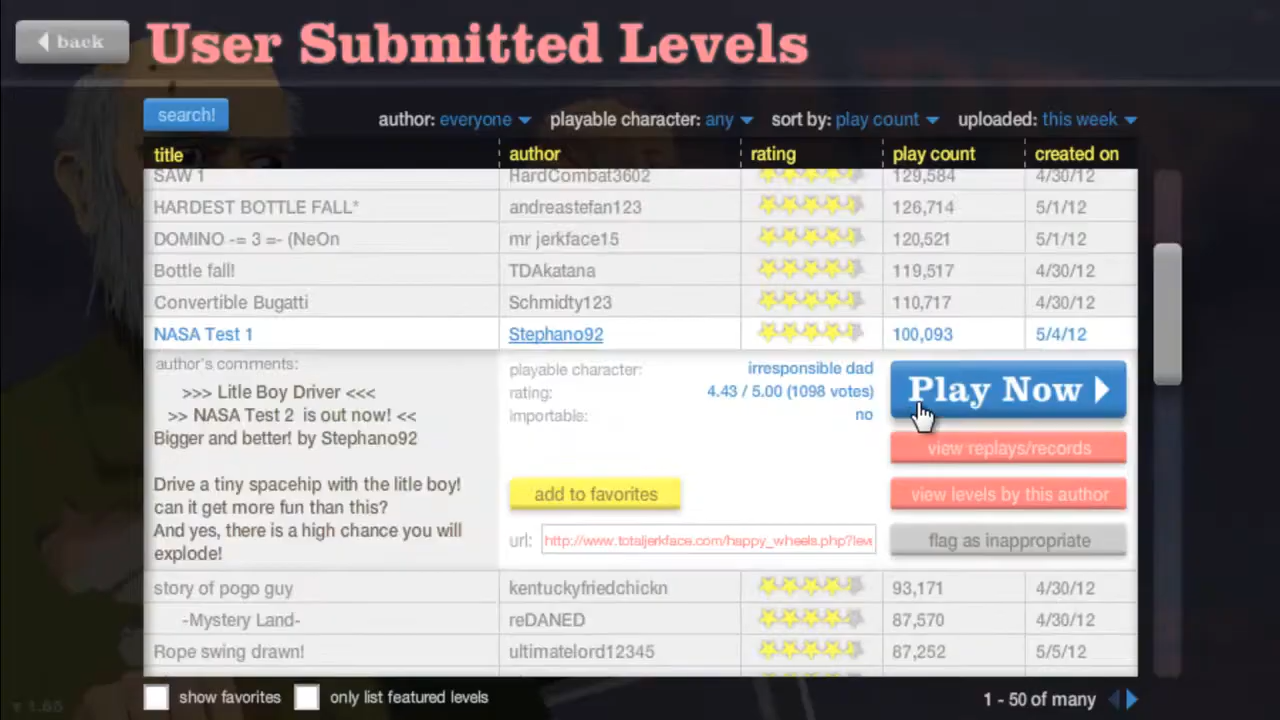 back
User Submitted Levels
search!
author: everyone playable character: any sort by: play count uploaded: this week
title author rating play count created on
SAW 1 HardCombat3602 129,584 4/30/12
HARDEST BOTTLE FALL* andreastefan123 126,714 5/1/12
DOMINO -= 3 =- (NeOn mr jerkface15 120,521 5/1/12
Bottle fall! TDAkatana 119,517 4/30/12
Convertible Bugatti Schmidty123 110,717 4/30/12
NASA Test 1 Stephano92 100,093 5/4/12
author's comments:
>>> Litle Boy Driver <<<
>> NASA Test 2 is out now! <<
Bigger and better! by Stephano92
Drive a tiny spacehip with the litle boy!
can it get more fun than this?
And yes, there is a high chance you will
explode!
playable character: irresponsible dad
rating: 4.43 / 5.00 (1098 votes)
importable: no
add to favorites
url: http://www.totaljerkface.com/happy_wheels.php?leve
Play Now
view replays/records
view levels by this author
flag as inappropriate
story of pogo guy kentuckyfriedchickn 93,171 4/30/12
-Mystery Land- reDANED 87,570 4/30/12
Rope swing drawn! ultimatelord12345 87,252 5/5/12
show favorites only list featured levels 1 - 50 of many
v 1.65